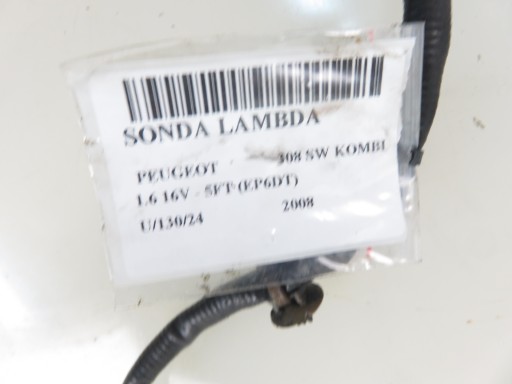 SONDA LAMBDA
PEUGEOT 308 SW KOMBI
1.6 16V - 5FT (EP6DT)
U/130/24 2008